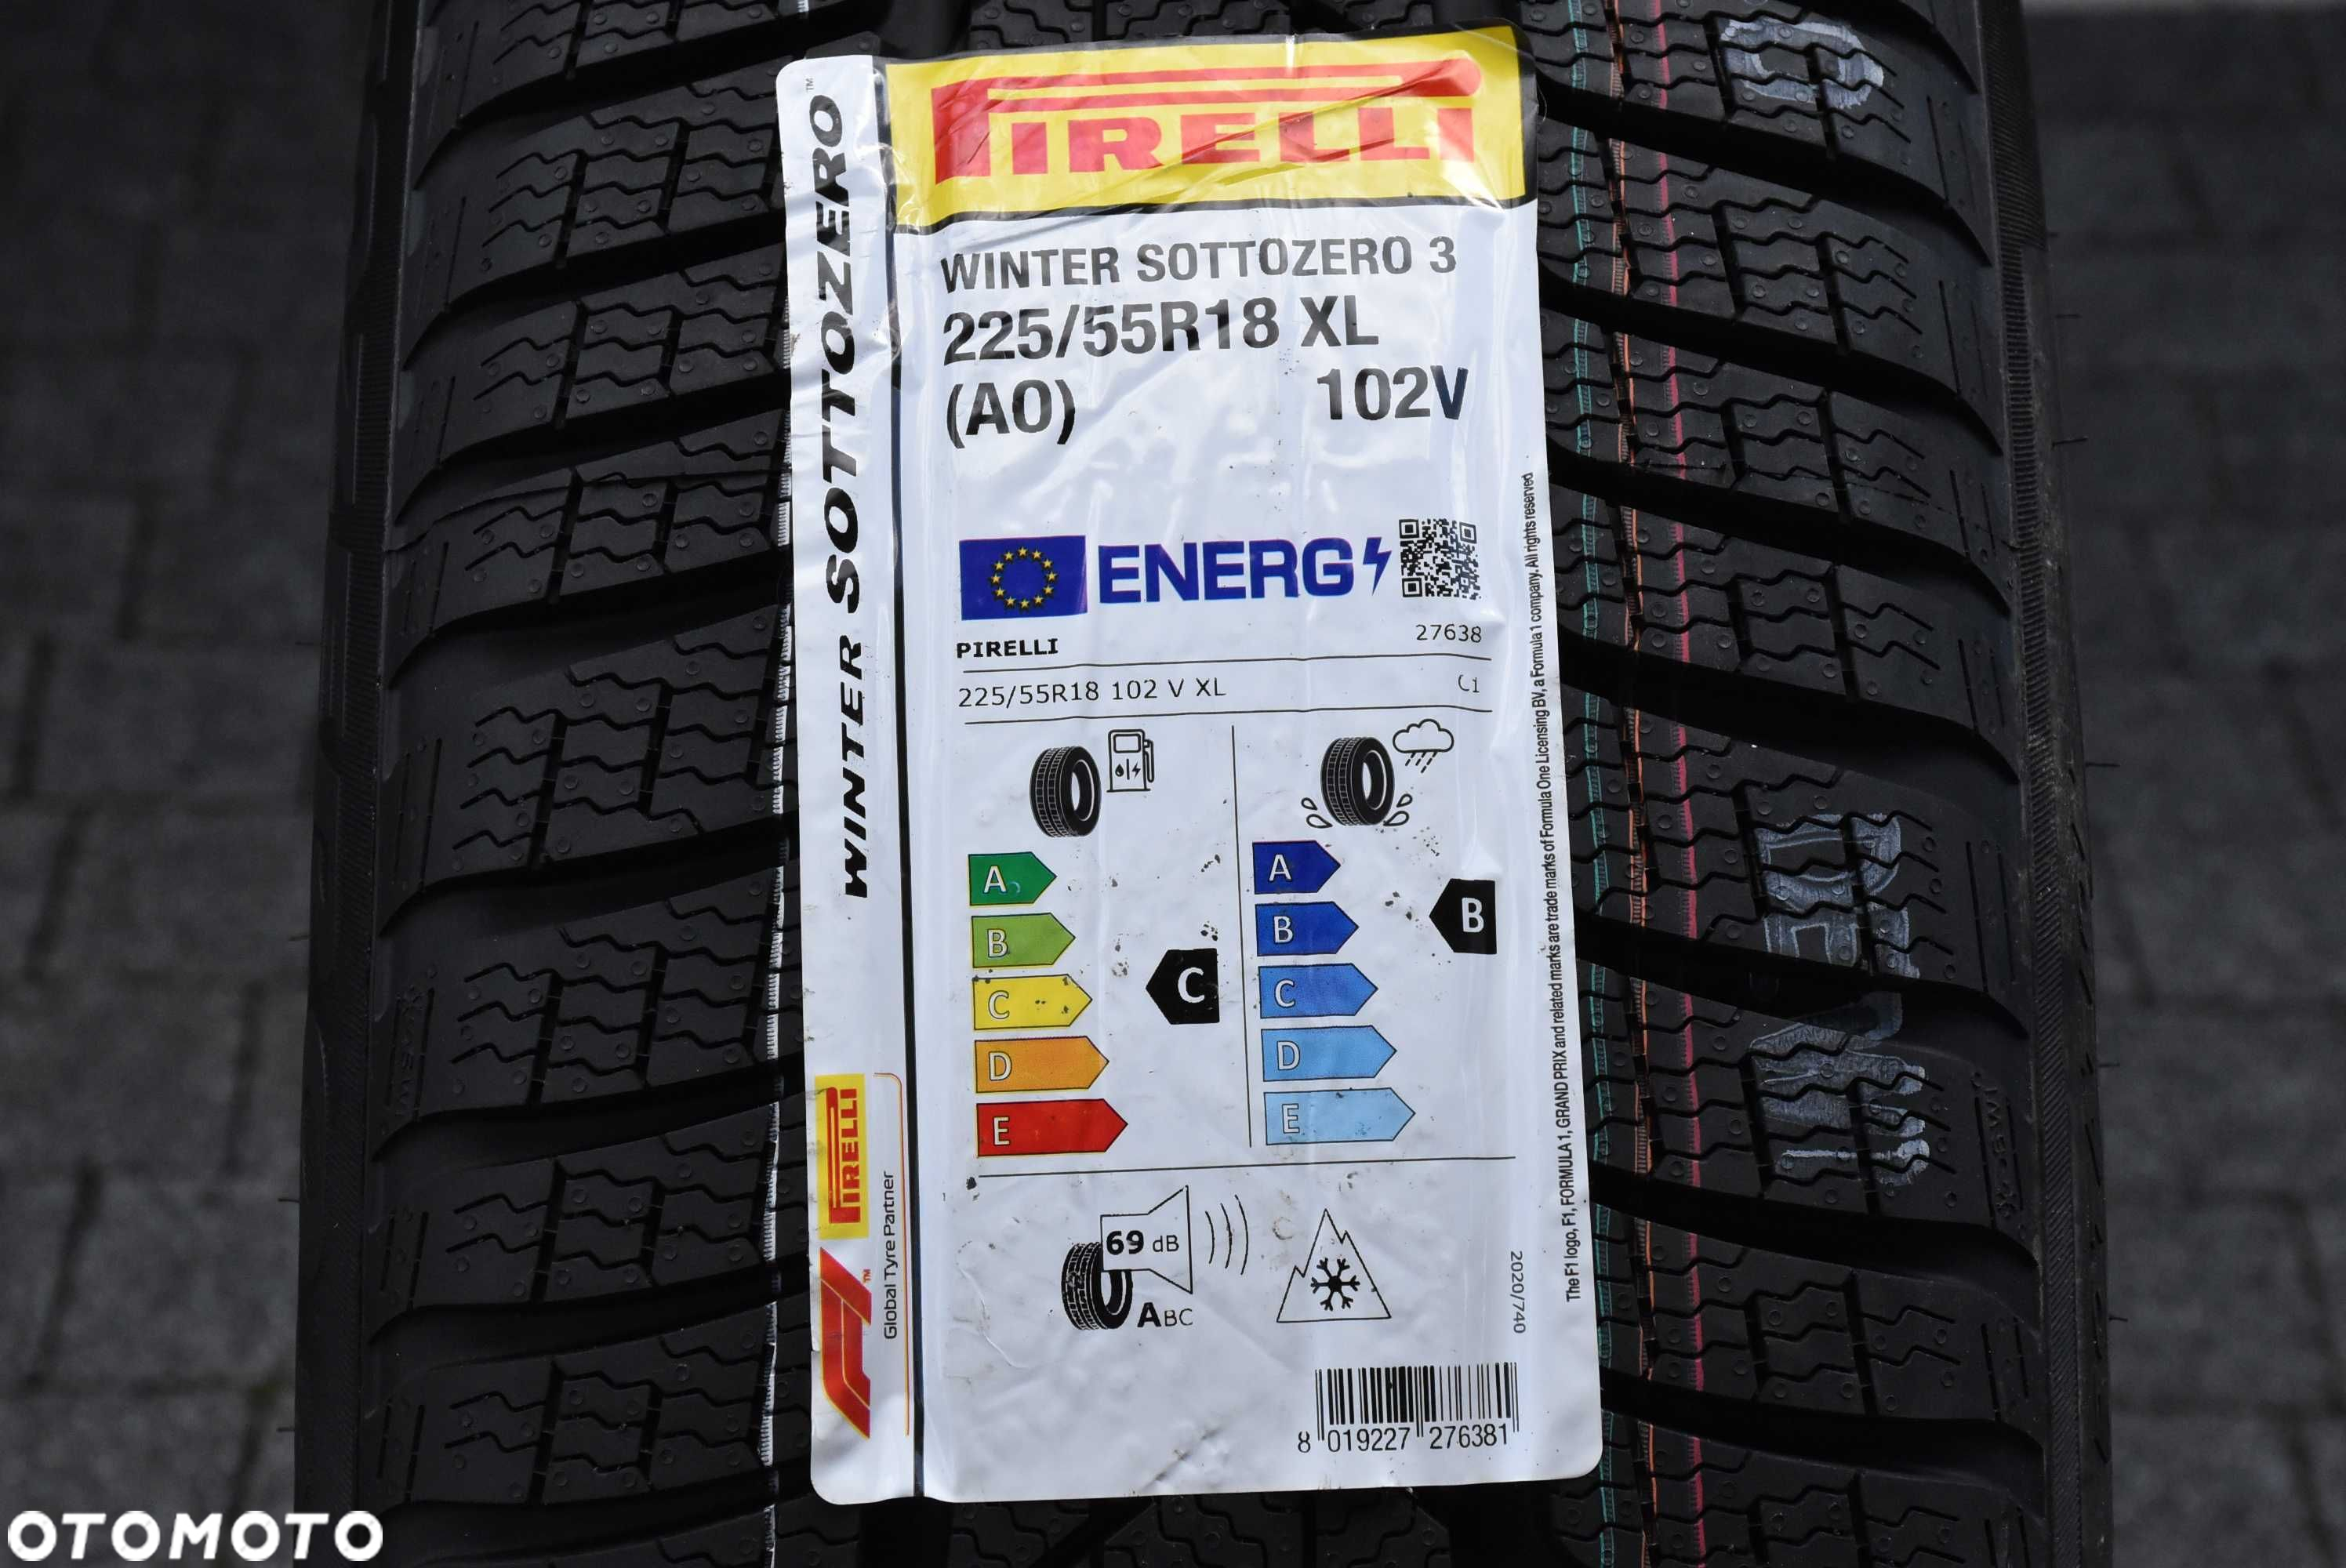 PIRELLI
WINTER SOTTOZERO 3
225/55R18 XL
(AO) 102V
ENERG
PIRELLI 27638
225/55R18 102 V XL C1
A
B
C
D
E
C
A
B
C
D
E
B
69 dB
ABC
2020/740
8 019227 276381
WINTER SOTTOZERO™
PIRELLI
F1™
Global Tyre Partner
The F1 logo, F1, FORMULA 1, GRAND PRIX and related marks are trade marks of Formula One Licensing BV, a Formula 1 company. All rights reserved
OTOMOTO